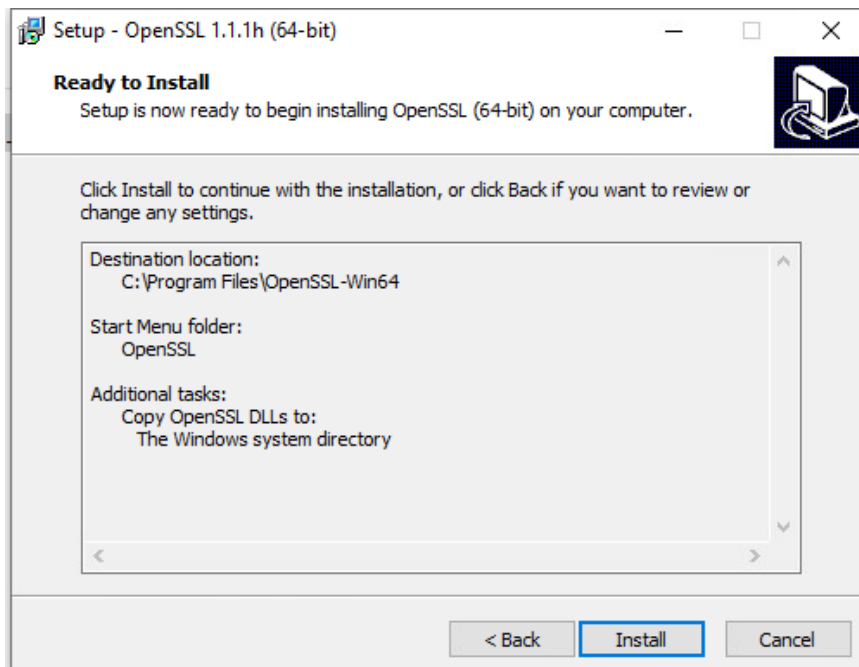 Setup - OpenSSL 1.1.1h (64-bit)
Ready to Install
Setup is now ready to begin installing OpenSSL (64-bit) on your computer.
Click Install to continue with the installation, or click Back if you want to review or
change any settings.
Destination location:
C:\Program Files\OpenSSL-Win64
Start Menu folder:
OpenSSL
Additional tasks:
Copy OpenSSL DLLs to:
The Windows system directory
< Back
Install
Cancel